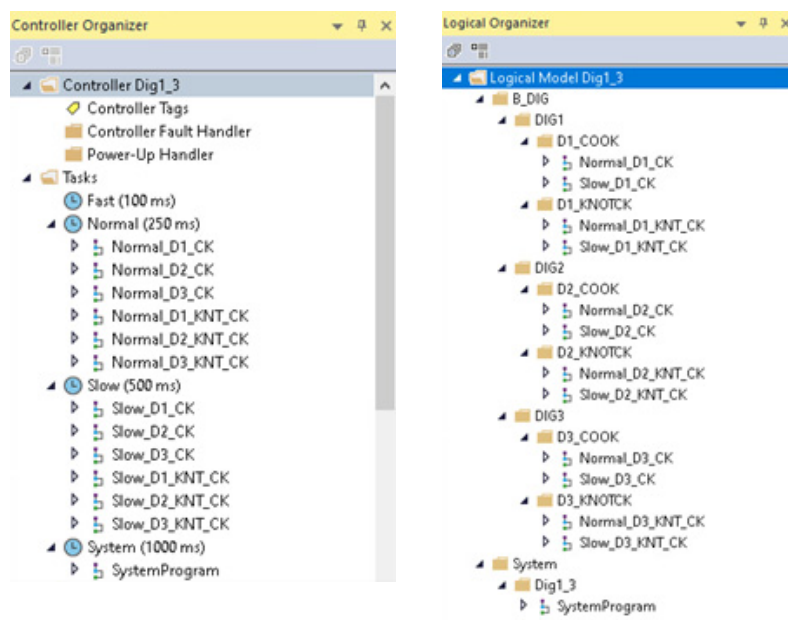 Controller Organizer
Controller Dig1_3
Controller Tags
Controller Fault Handler
Power-Up Handler
Tasks
Fast (100 ms)
Normal (250 ms)
Normal_D1_CK
Normal_D2_CK
Normal_D3_CK
Normal_D1_KNT_CK
Normal_D2_KNT_CK
Normal_D3_KNT_CK
Slow (500 ms)
Slow_D1_CK
Slow_D2_CK
Slow_D3_CK
Slow_D1_KNT_CK
Slow_D2_KNT_CK
Slow_D3_KNT_CK
System (1000 ms)
SystemProgram
Logical Organizer
Logical Model Dig1_3
B_DIG
DIG1
D1_COOK
Normal_D1_CK
Slow_D1_CK
D1_KNOTCK
Normal_D1_KNT_CK
Slow_D1_KNT_CK
DIG2
D2_COOK
Normal_D2_CK
Slow_D2_CK
D2_KNOTCK
Normal_D2_KNT_CK
Slow_D2_KNT_CK
DIG3
D3_COOK
Normal_D3_CK
Slow_D3_CK
D3_KNOTCK
Normal_D3_KNT_CK
Slow_D3_KNT_CK
System
Dig1_3
SystemProgram